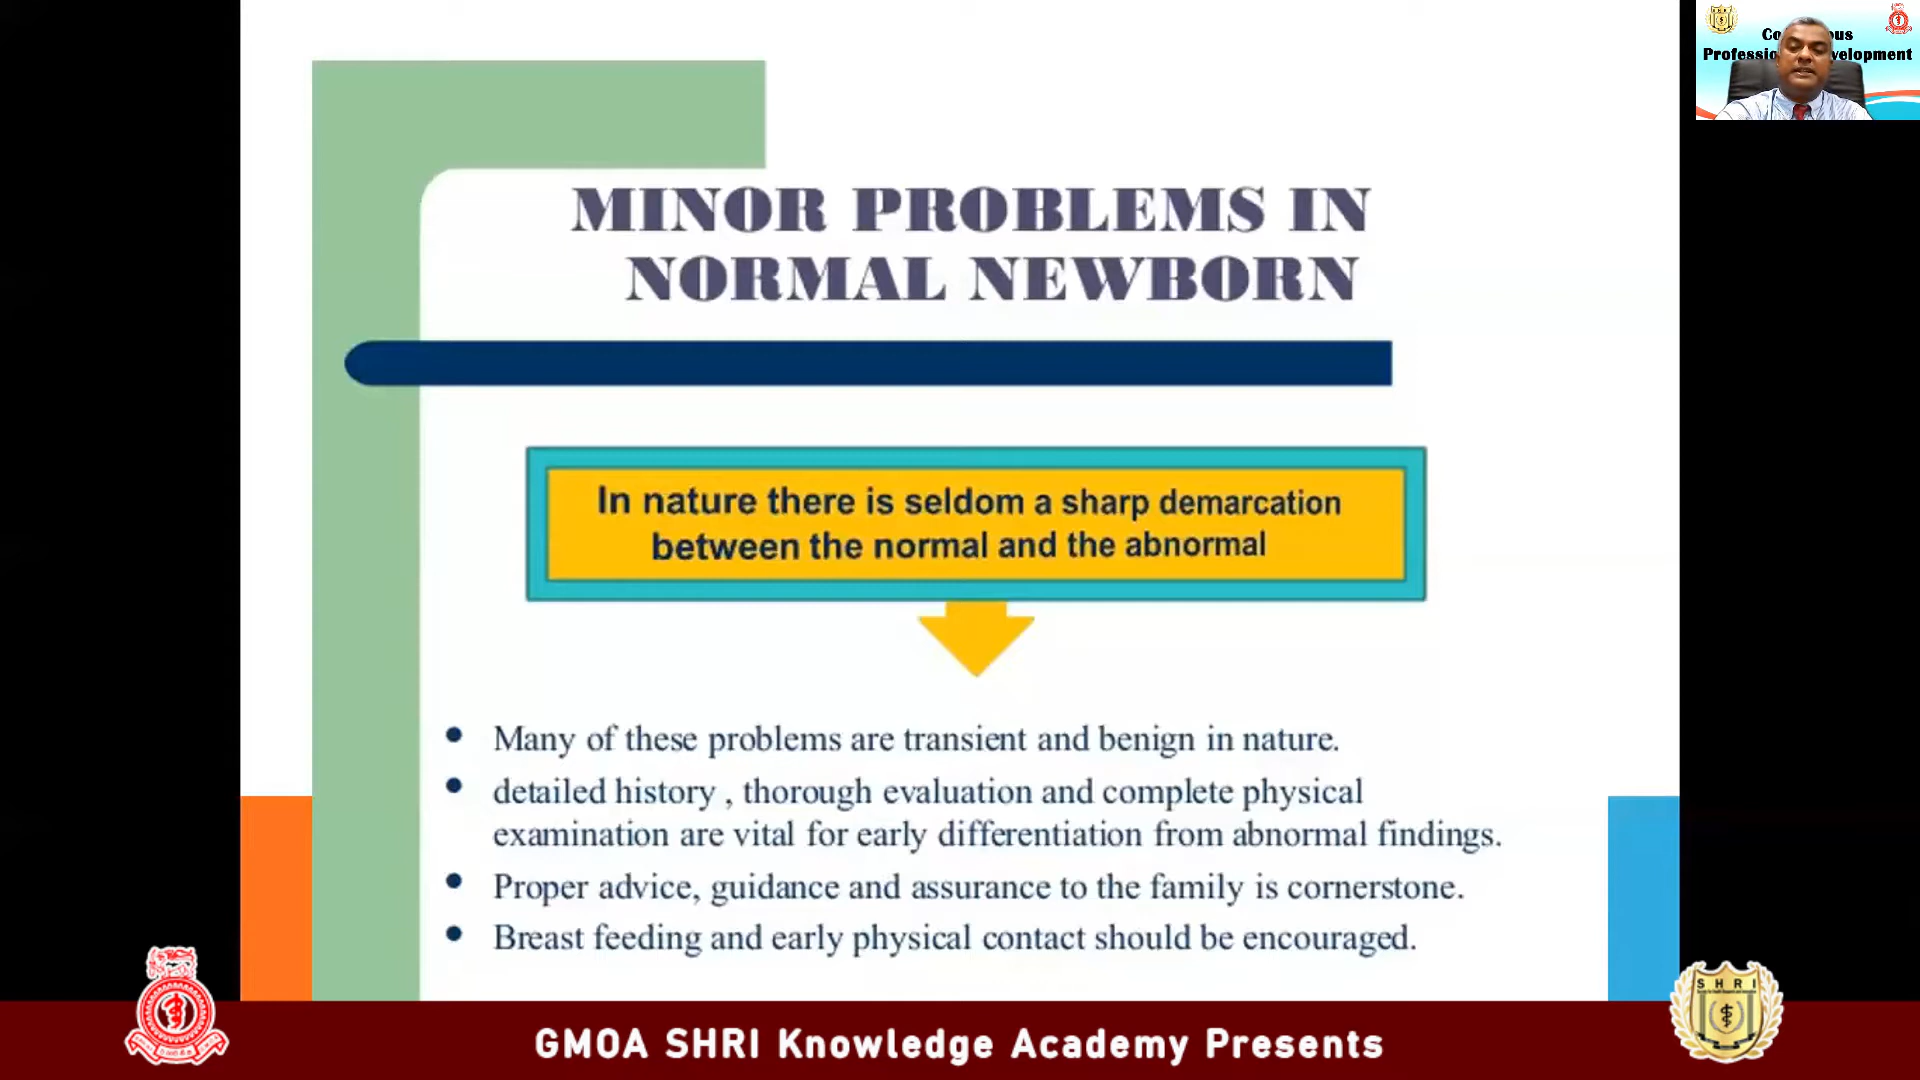 MINOR PROBLEMS IN
NORMAL NEWBORN
In nature there is seldom a sharp demarcation
between the normal and the abnormal
• Many of these problems are transient and benign in nature.
• detailed history , thorough evaluation and complete physical
examination are vital for early differentiation from abnormal findings.
• Proper advice, guidance and assurance to the family is cornerstone.
• Breast feeding and early physical contact should be encouraged.
GMOA SHRI Knowledge Academy Presents
SHRI